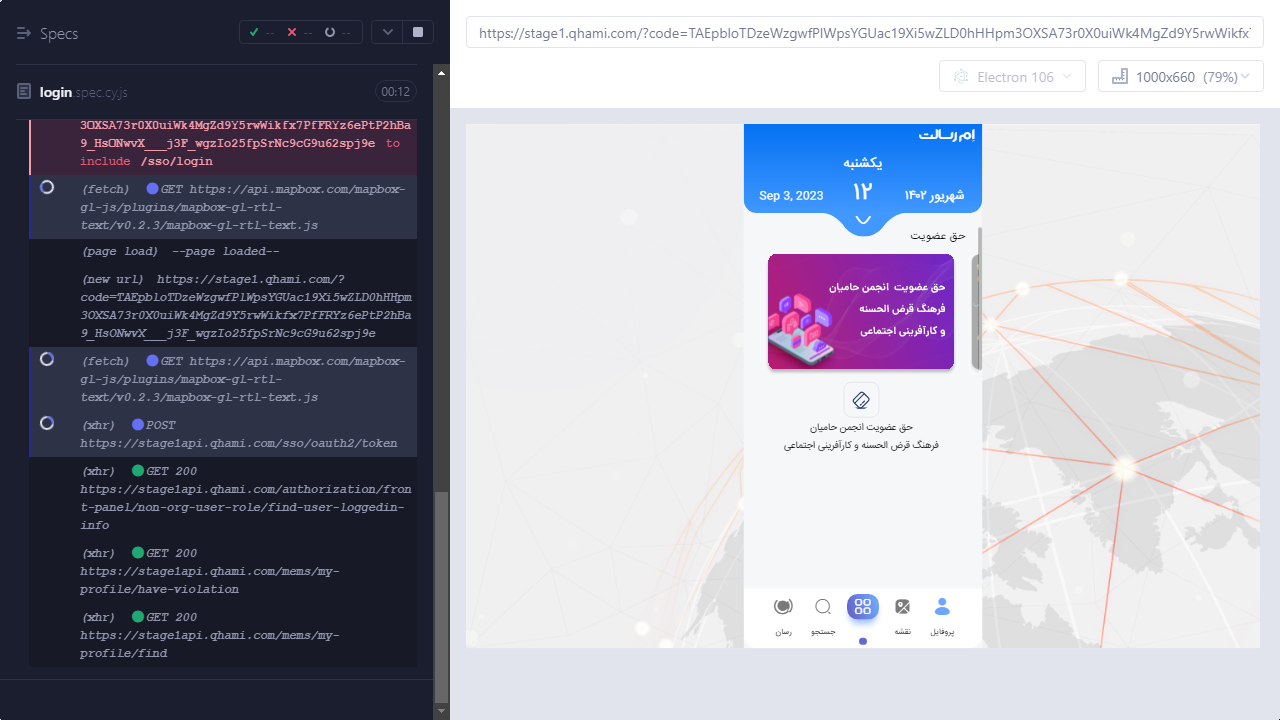 Specs
--
--
--
login.spec.cy.js
00:12
3OXSA73r0X0uiWk4MgZd9Y5rwWikfx7PfFRYz6ePtP2hBa
9_HsONwvX___j3F_wgzIo25fpSrNc9cG9u62spj9e to
include /sso/login
(fetch) GET https://api.mapbox.com/mapbox-
gl-js/plugins/mapbox-gl-rtl-
text/v0.2.3/mapbox-gl-rtl-text.js
(page load) --page loaded--
(new url) https://stage1.qhami.com/?
code=TAEpbloTDzeWzgwfPlWpsYGUac19Xi5wZLD0hHHpm
3OXSA73r0X0uiWk4MgZd9Y5rwWikfx7PfFRYz6ePtP2hBa
9_HsONwvX___j3F_wgzIo25fpSrNc9cG9u62spj9e
(fetch) GET https://api.mapbox.com/mapbox-
gl-js/plugins/mapbox-gl-rtl-
text/v0.2.3/mapbox-gl-rtl-text.js
(xhr) POST
https://stage1api.qhami.com/sso/oauth2/token
(xhr) GET 200
https://stage1api.qhami.com/authorization/fron
t-panel/non-org-user-role/find-user-loggedin-
info
(xhr) GET 200
https://stage1api.qhami.com/mems/my-
profile/have-violation
(xhr) GET 200
https://stage1api.qhami.com/mems/my-
profile/find
https://stage1.qhami.com/?code=TAEpbloTDzeWzgwfPlWpsYGUac19Xi5wZLD0hHHpm3OXSA73r0X0uiWk4MgZd9Y5rwWikfx
Electron 106
1000x660 (79%)
اِم رسالت
یکشنبه
شهریور ۱۴۰۲
۱۲
Sep 3, 2023
حق عضویت
حق عضویت انجمن حامیان
فرهنگ قرض الحسنه
و کارآفرینی اجتماعی
حق عضویت انجمن حامیان
فرهنگ قرض الحسنه و کارآفرینی اجتماعی
پروفایل
نقشه
جستجو
رسان